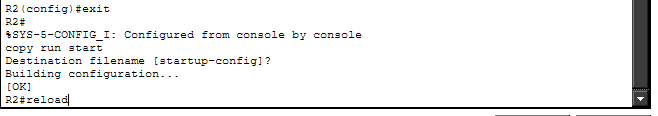 R2(config)#exit
R2#
%SYS-5-CONFIG_I: Configured from console by console
copy run start
Destination filename [startup-config]?
Building configuration...
[OK]
R2#reload